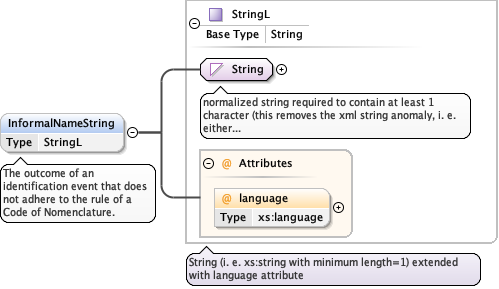 StringL
Base Type String
String
normalized string required to contain at least 1
character (this removes the xml string anomaly, i. e.
either...
InformalNameString
Type StringL
The outcome of an
identification event that does
not adhere to the rule of a
Code of Nomenclature.
@ Attributes
@ language
Type xs:language
String (i. e. xs:string with minimum length=1) extended
with language attribute